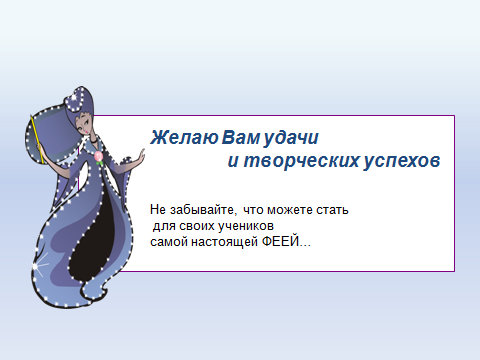 Желаю Вам удачи
и творческих успехов
Не забывайте, что можете стать
для своих учеников
самой настоящей ФЕЕЙ...